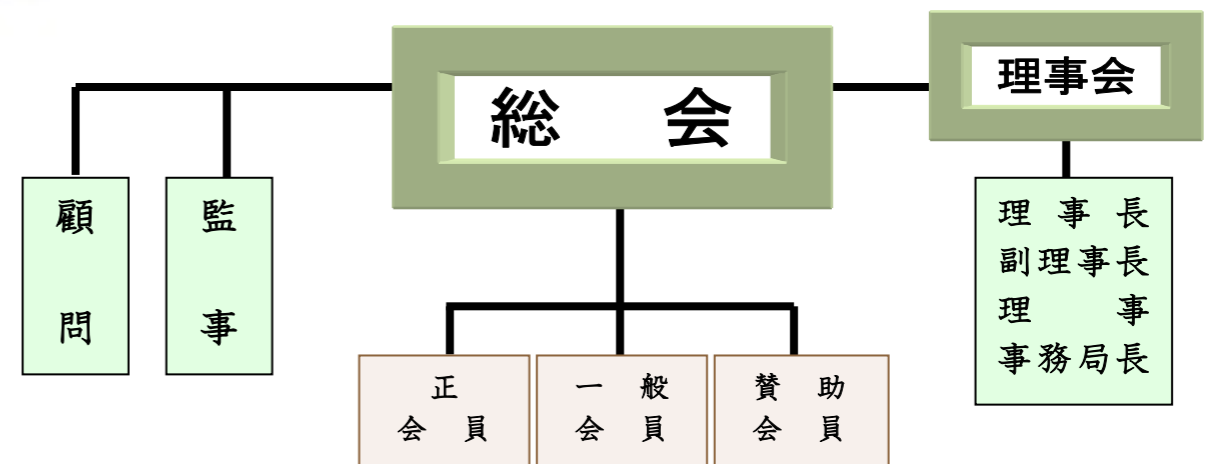 総　会
理事会
顧問
監事
理事長
副理事長
理事
事務局長
正
会員
一般
会員
賛助
会員